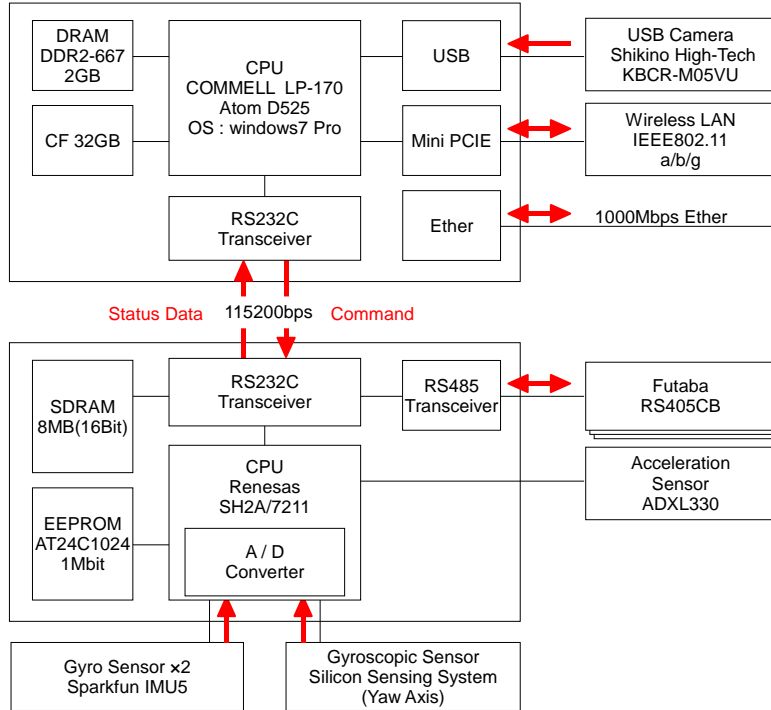 DRAM
DDR2-667
2GB
CPU
COMMELL LP-170
Atom D525
OS : windows7 Pro
USB
USB Camera
Shikino High-Tech
KBCR-M05VU
CF 32GB
Mini PCIE
Wireless LAN
IEEE802.11
a/b/g
RS232C
Transceiver
Ether
1000Mbps Ether
Status Data
115200bps
Command
SDRAM
8MB(16Bit)
RS232C
Transceiver
RS485
Transceiver
Futaba
RS405CB
CPU
Renesas
SH2A/7211
Acceleration
Sensor
ADXL330
EEPROM
AT24C1024
1Mbit
A / D
Converter
Gyro Sensor ×2
Sparkfun IMU5
Gyroscopic Sensor
Silicon Sensing System
(Yaw Axis)